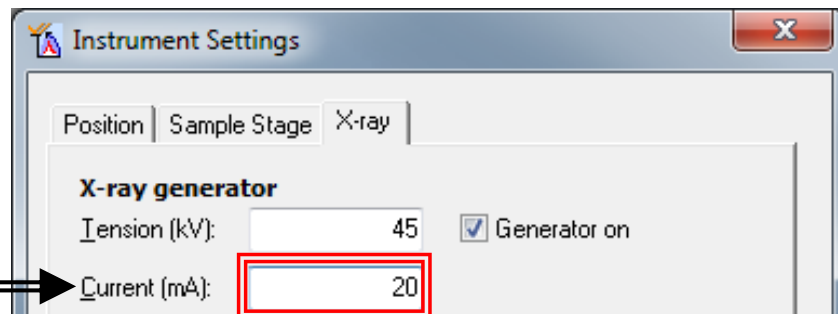 Instrument Settings
Position Sample Stage X-ray
X-ray generator
Tension (kV): 45 Generator on
Current (mA): 20